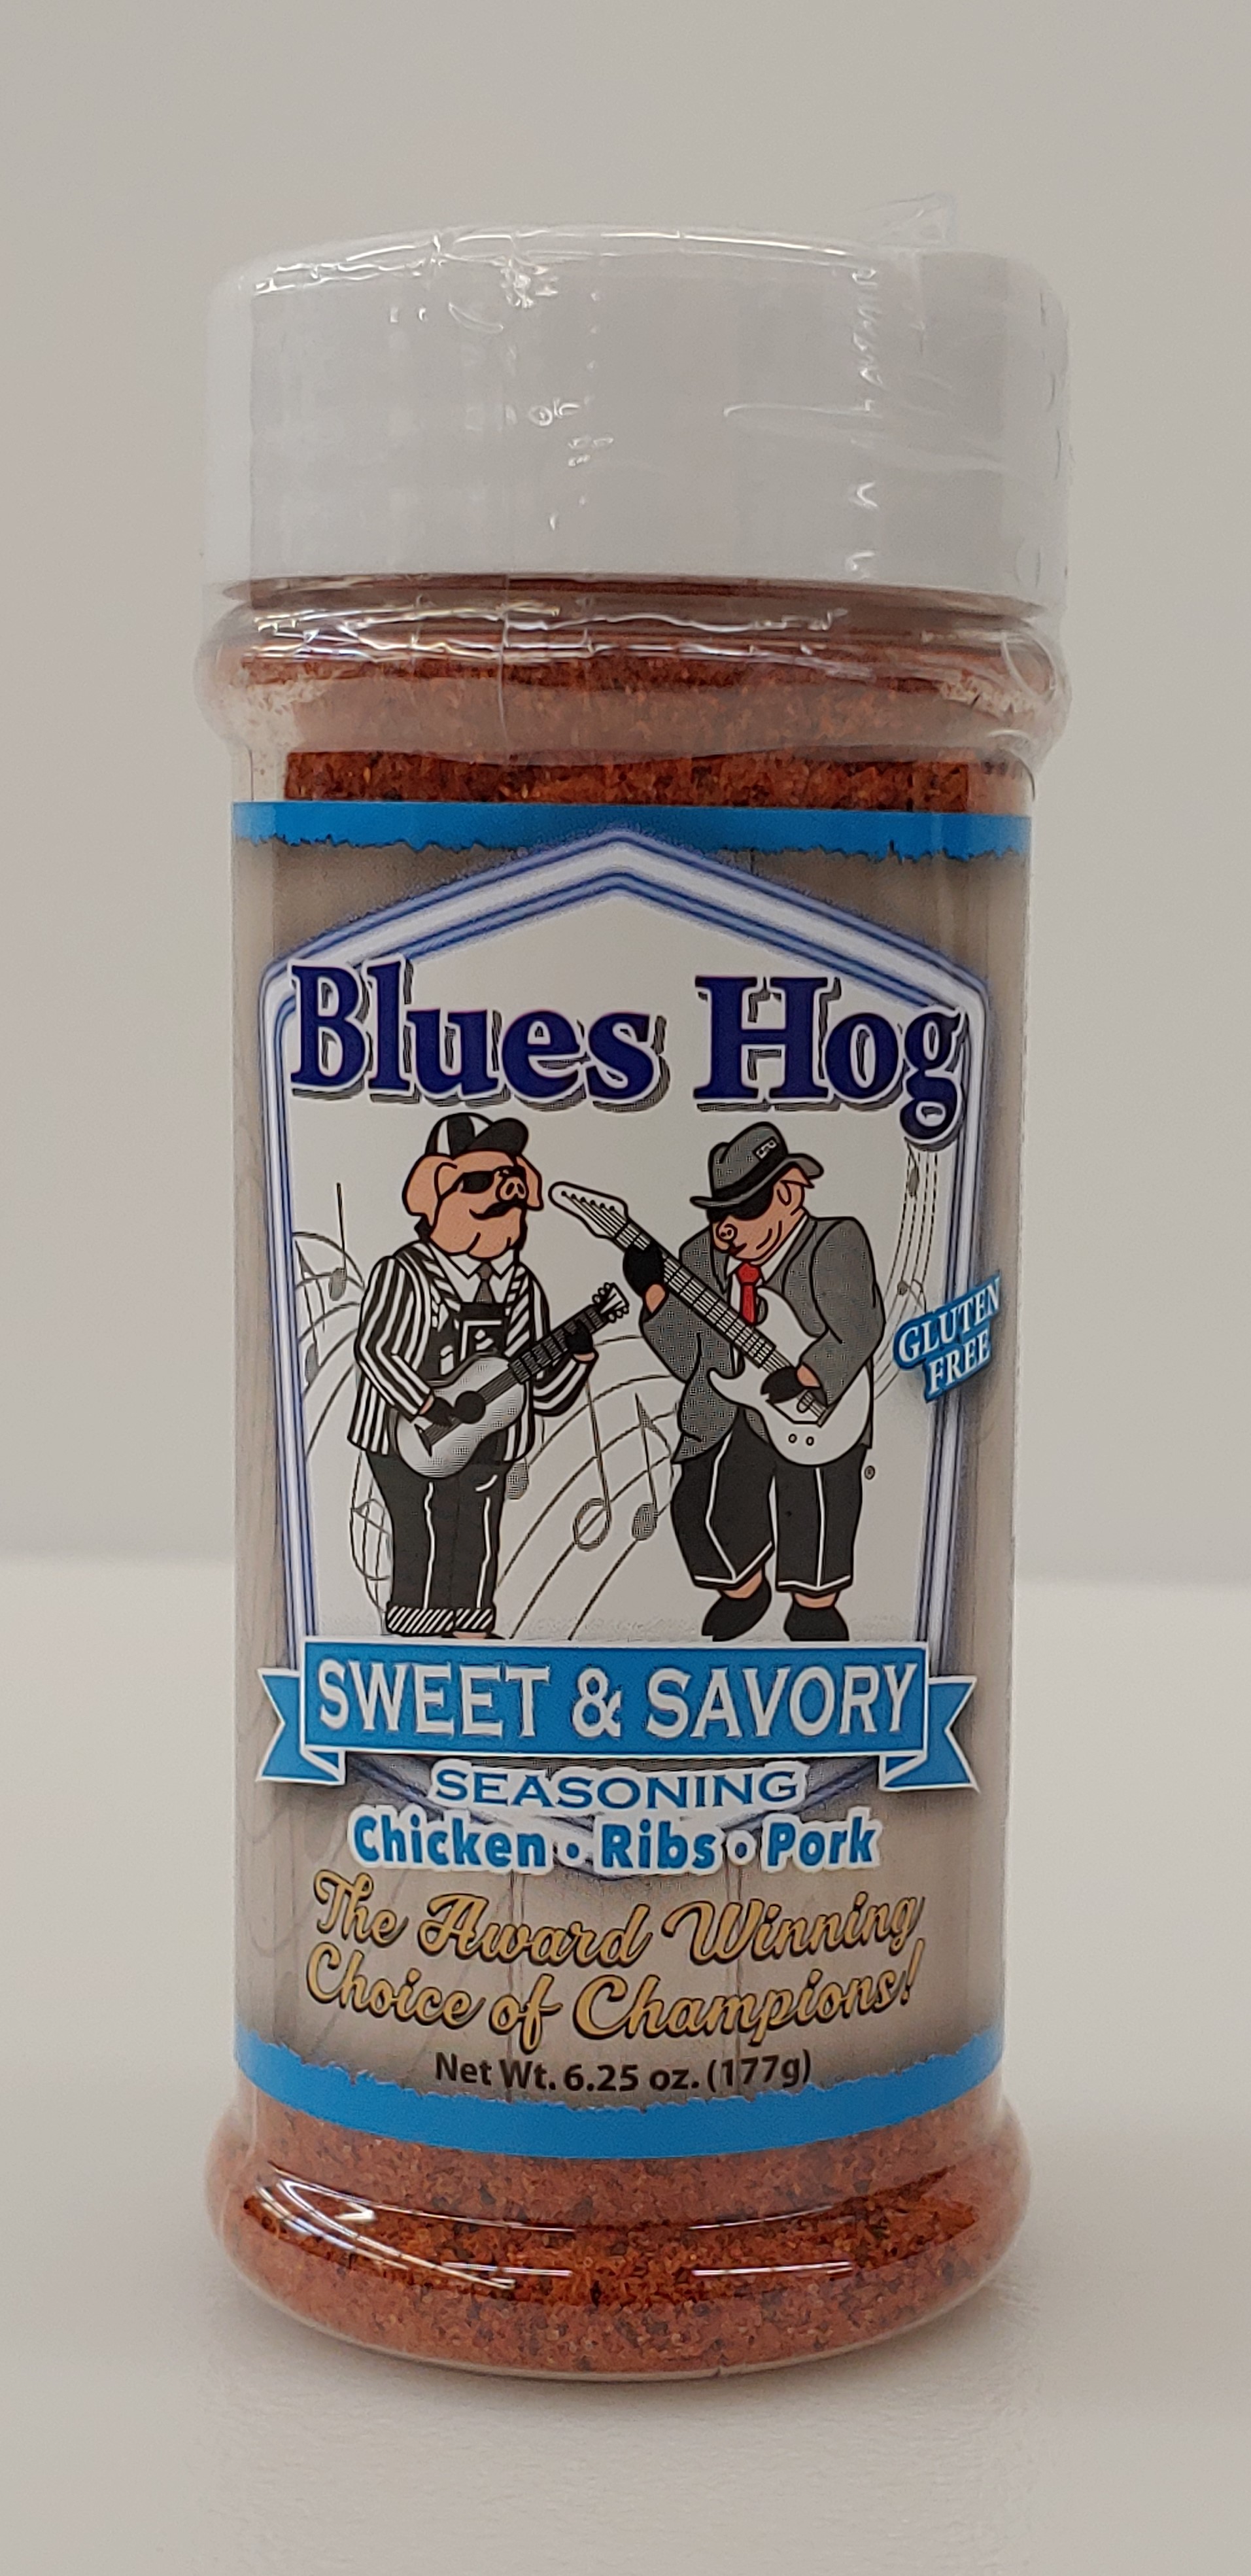 Blues Hog
GLUTEN
FREE
®
SWEET & SAVORY
SEASONING
Chicken • Ribs • Pork
The Award Winning
Choice of Champions!
Net Wt. 6.25 oz. (177g)